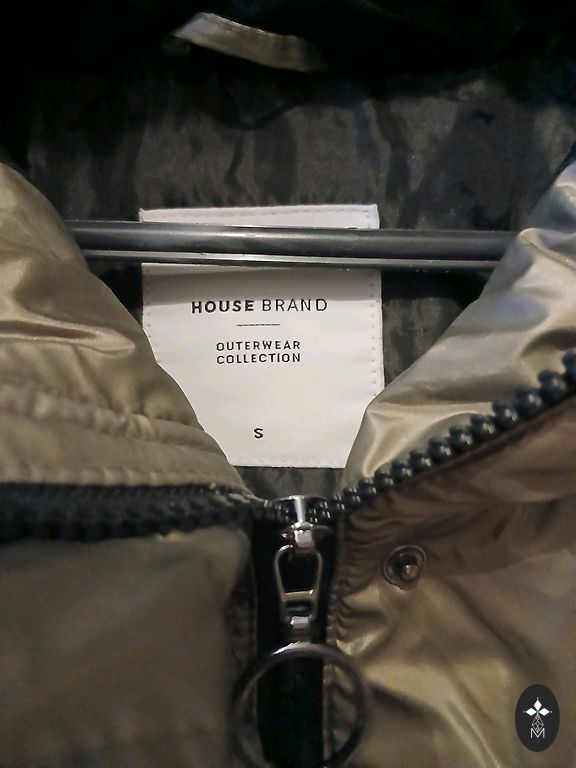 HOUSE BRAND
OUTERWEAR
COLLECTION
S
M